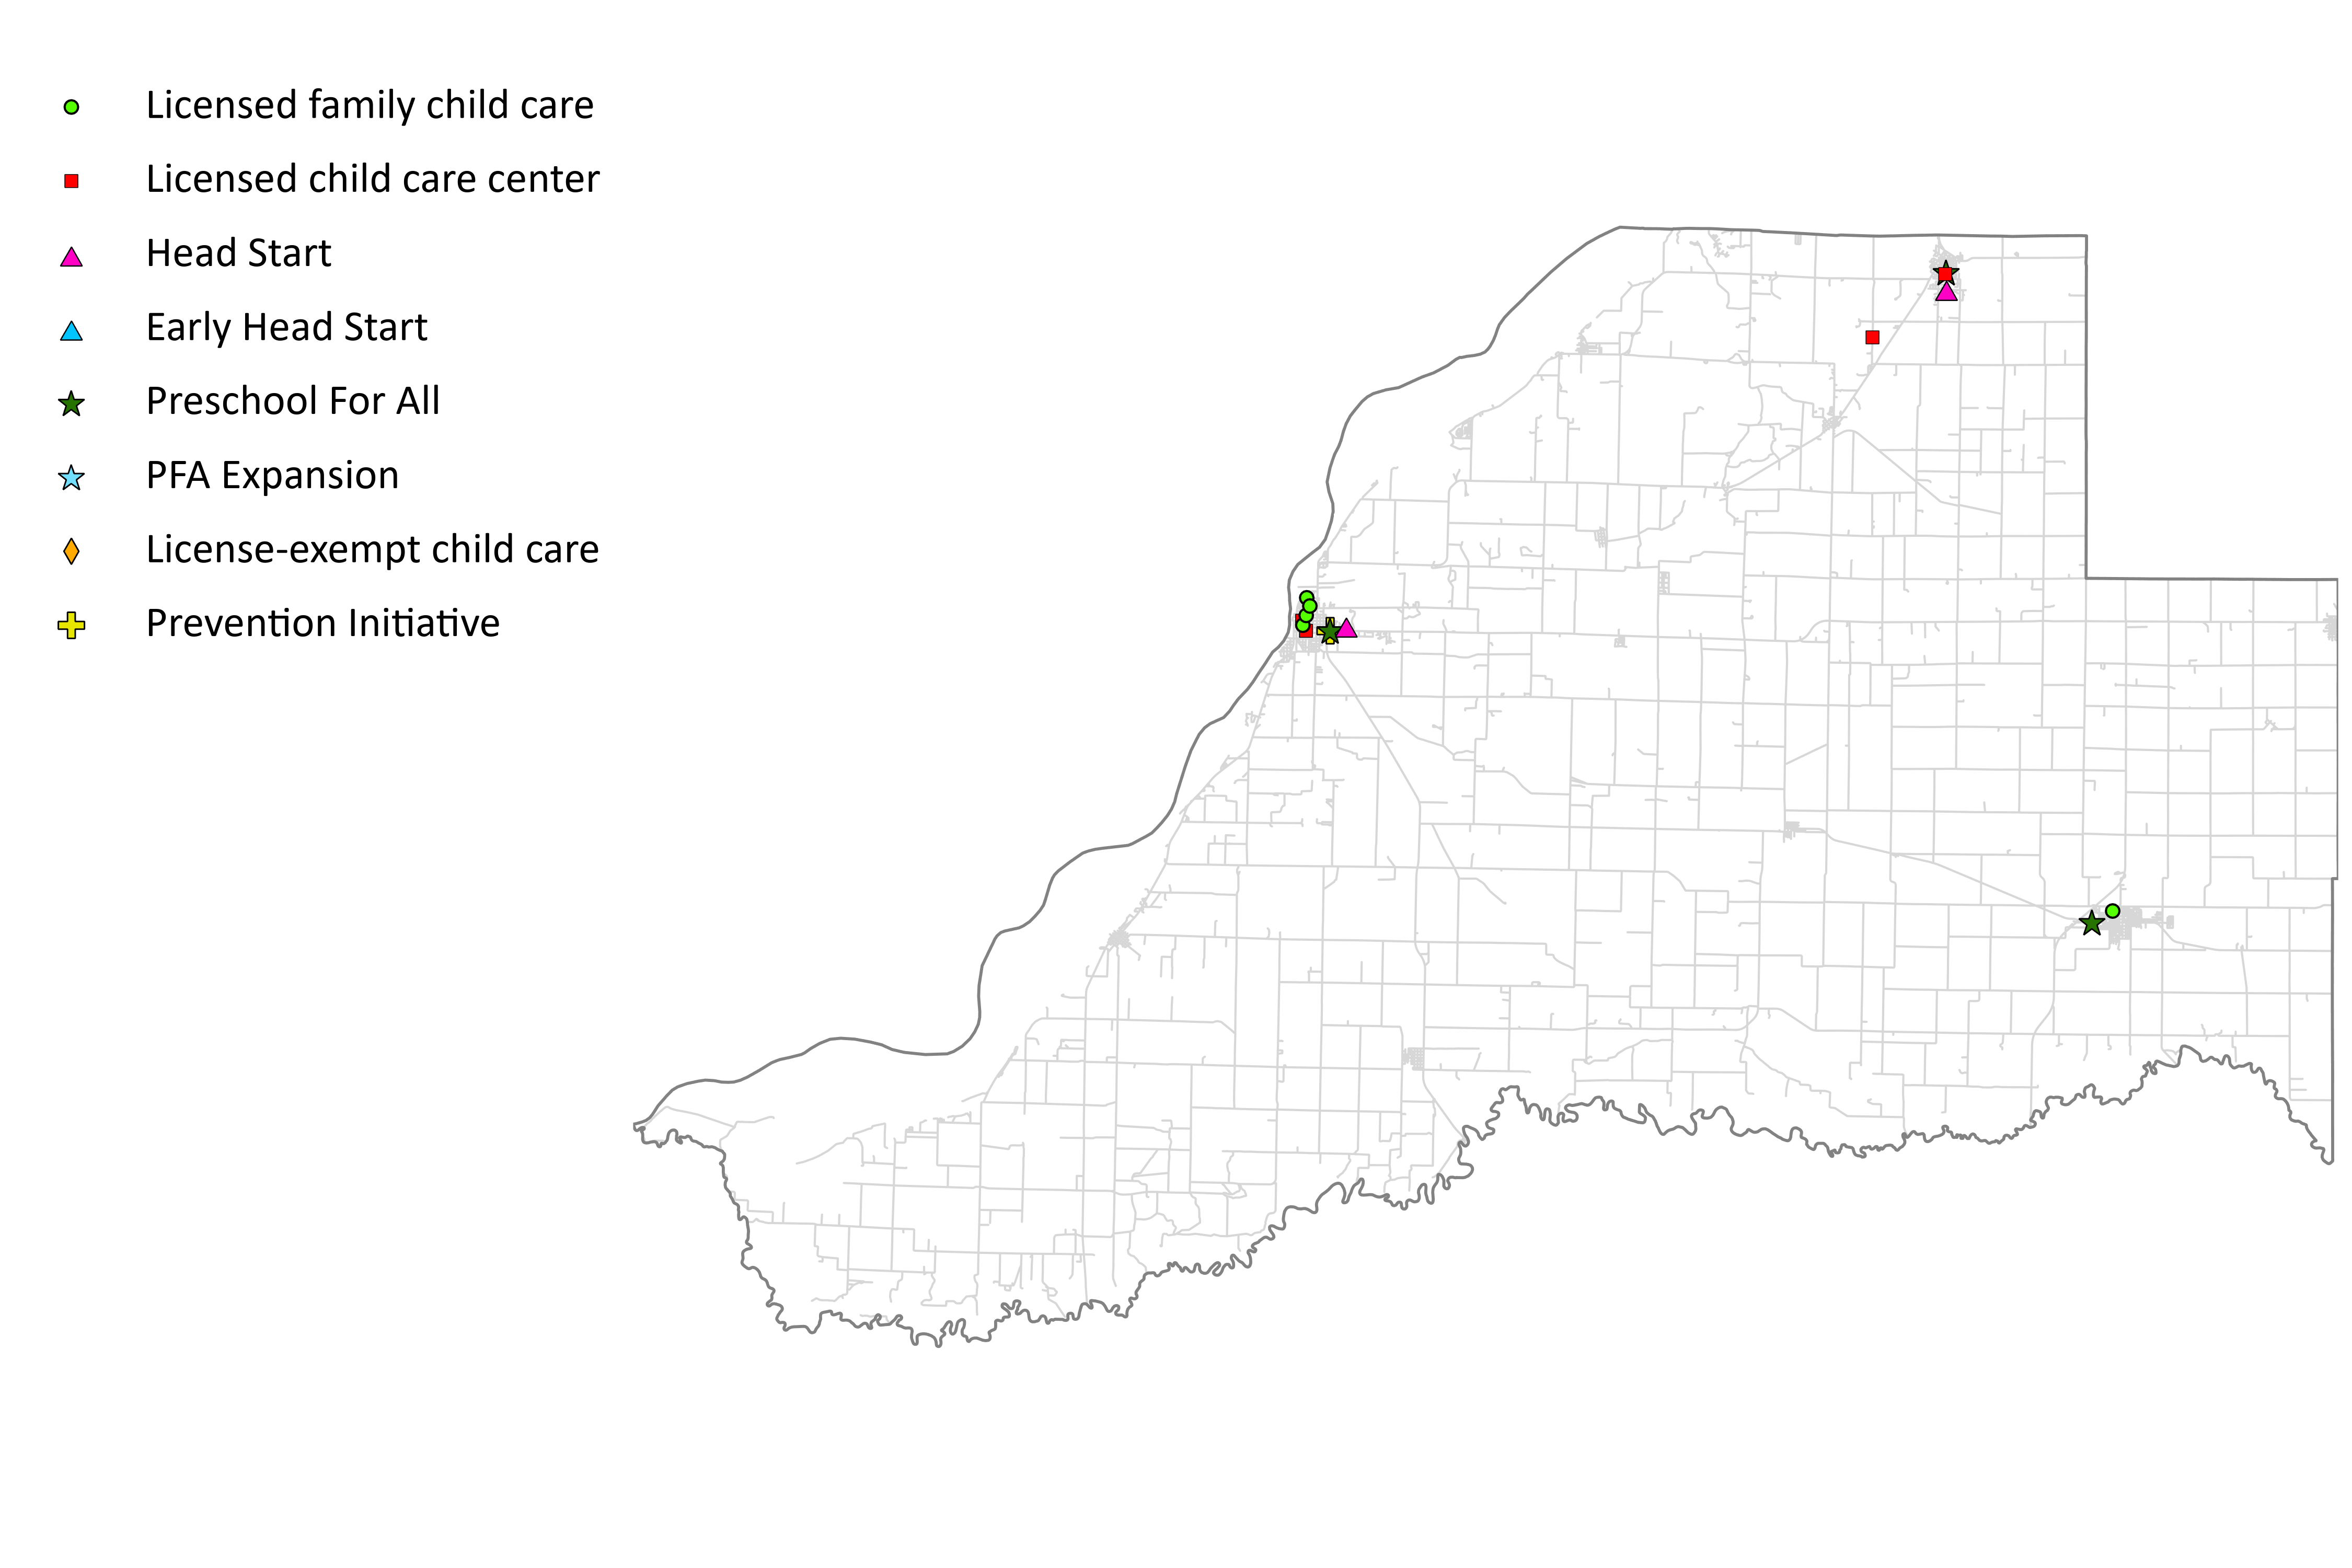 Licensed family child care
Licensed child care center
Head Start
Early Head Start
Preschool For All
PFA Expansion
License-exempt child care
Prevention Initiative